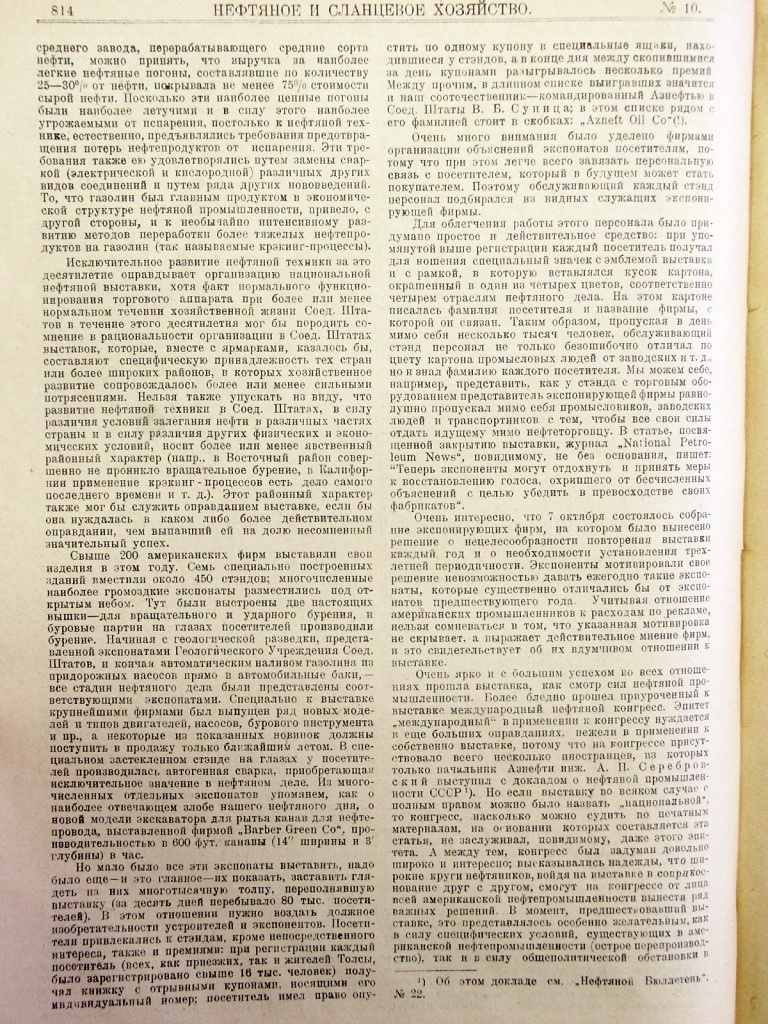 814
НЕФТЯНОЕ И СЛАНЦЕВОЕ ХОЗЯЙСТВО.
№ 10.
среднего завода, перерабатывающего средние сорта
нефти, можно принять, что выручка за наиболее
легкие нефтяные погоны, составлявшие по количеству
25—30% от нефти, покрывала не менее 75% стоимости
сырой нефти. Поскольку эти наиболее ценные погоны
были наиболее летучими и в силу этого наиболее
угрожаемыми от испарения, постолько к нефтяной тех-
нике, естественно, предъявлялись требования предотвра-
щения потерь нефтепродуктов от испарения. Эти тре-
бования также ею удовлетворялись путем замены свар-
кой (электрической и кислородной) различных других
видов соединений и путем ряда других нововведений.
То, что газолин был главным продуктом в экономиче-
ской структуре нефтяной промышленности, привело, с
другой стороны, и к необычайно интенсивному раз-
витию методов переработки более тяжелых нефтепро-
дуктов на газолин (так называемые крэкинг-процессы).
Исключительное развитие нефтяной техники за это
десятилетие оправдывает организацию национальной
нефтяной выставки, хотя факт нормального функцио-
нирования торгового аппарата при более или менее
нормальном течении хозяйственной жизни Соед. Шта-
тов в течение этого десятилетия мог бы породить со-
мнение в рациональности организации в Соед. Штатах
выставок, которые, вместе с ярмарками, казалось бы,
составляют специфическую принадлежность тех стран
или более широких районов, в которых хозяйственное
развитие сопровождалось более или менее сильными
потрясениями. Нельзя также упускать из виду, что
развитие нефтяной техники в Соед. Штатах, в силу
различия условий залегания нефти в различных частях
страны и в силу различия других физических и эконо-
мических условий, носит более или менее явственный
районный характер (напр., в Восточный район совер-
шенно не проникло вращательное бурение, в Калифор-
нии применение крэкинг-процессов есть дело самого
последнего времени и т. д.). Этот районный характер
также мог бы служить оправданием выставке, если бы
она нуждалась в каком либо более действительном
оправдании, чем выпавший ей на долю несомненный
значительный успех.
Свыше 200 американских фирм выставили свои
изделия в этом году. Семь специально построенных
зданий вместили около 450 стэндов; многочисленные
наиболее громоздкие экспонаты разместились под от-
крытым небом. Тут были выстроены две настоящих
вышки—для вращательного и ударного бурения, и
буровые партии на глазах посетителей производили
бурение. Начиная с геологической разведки, предста-
вленной экспонатами Геологического Учреждения Соед.
Штатов, и кончая автоматическим наливом газолина из
придорожных насосов прямо в автомобильные баки,—
все стадии нефтяного дела были представлены соот-
ветствующими экспонатами. Специально к выставке
крупнейшими фирмами был выпущен ряд новых моде-
лей и типов двигателей, насосов, бурового инструмента
и пр., а некоторые из показанных новинок должны
поступить в продажу только ближайшим летом. В спе-
циальном застекленном стэнде на глазах у посетите-
лей производилась автогенная сварка, приобретающая
исключительное значение в нефтяном деле. Из мно-
численных отдельных экспонатов упомянем, как о
наиболее отвечающем злобе нашего нефтяного дня, о
новой модели экскаватора для рытья канав для нефте-
провода, выставленной фирмой „Barber Green Co“, про-
изводительностью в 600 фут. канавы (14" ширины и 3'
глубины) в час.
Но мало было все эти экспонаты выставить, надо
было еще—и это главное—их показать, заставить гля-
деть из них многотысячную толпу, переполнявшую
выставку (за десять дней перебывало 80 тыс. посети-
телей). В этом отношении нужно воздать должное
изобретательности устроителей и экспонентов. Посети-
тели привлекались к стэндам, кроме непосредственного
интереса, также и премиями: при регистрации каждый
посетитель (всех, как приезжих, так и жителей Толсы,
было зарегистрировано свыше 16 тыс. человек) полу-
чал книжку с отрывными купонами, носящими его
индивидуальный номер; посетитель имел право опу-
стить по одному купону в специальные ящики, нахо-
дившиеся у стэндов, а в конце дня между скопившимися
за день купонами разыгрывалось несколько премий
Между прочим, в длинном списке выигравших значится
и наш соотечественник—командированный Азнефтью в
Соед. Штаты В. Б. Суница; в этом списке рядом с
его фамилией стоит в скобках: „Azneft Oil Co“(!).
Очень много внимания было уделено фирмами
организации объяснений экспонатов посетителям, по-
тому что при этом легче всего завязать персональную
связь с посетителем, который в будущем может стать
покупателем. Поэтому обслуживающий каждый стэнд
персонал подбирался из видных служащих экспони-
рующей фирмы.
Для облегчения работы этого персонала было при-
думано простое и действительное средство: при упо-
мянутой выше регистрации каждый посетитель получал
для ношения специальный значек с эмблемой выставки
и с рамкой, в которую вставлялся кусок картона,
окрашенный в один из четырех цветов, соответственно
четырем отраслям нефтяного дела. На этом картоне
писалась фамилия посетителя и название фирмы, с
которой он связан. Таким образом, пропуская в день
мимо себя несколько тысяч человек, обслуживающий
стэнд персонал не только безошибочно отличал по
цвету картона промысловых людей от заводских и т. д.,
но и знал фамилию каждого посетителя. Мы можем себе,
например, представить, как у стэнда с торговым обо-
рудованием представитель экспонирующей фирмы равно-
душно пропускал мимо себя промысловиков, заводских
людей и транспортников с тем, чтобы все свои силы
отдать идущему мимо нефтеторговцу. В статье, посвя-
щенной закрытию выставки, журнал „National Petro-
leum News“, повидимому, не без основания, пишет:
“Теперь экспоненты могут отдохнуть и принять меры
к восстановлению голоса, охрипшего от бесчисленных
объяснений с целью убедить в превосходстве своих
фабрикатов“.
Очень интересно, что 7 октября состоялось собра-
ние экспонирующих фирм, на котором было вынесено
решение о нецелесообразности повторения выставки
каждый год и о необходимости установления трех-
летней периодичности. Экспоненты мотивировали свое
решение невозможностью давать ежегодно такие экспо-
наты, которые существенно отличались бы от экспо-
натов предшествующего года. Учитывая отношение
американских промышленников к расходам по рекламе,
нельзя сомневаться в том, что указанная мотивировка
не скрывает, а выражает действительное мнение фирм,
и это свидетельствует об их вдумчивом отношении к
выставке.
Очень ярко и с большим успехом во всех отноше-
ниях прошла выставка, как смотр сил нефтяной про-
мышленности. Более бледно прошел приуроченный к
выставке международный нефтяной конгресс. Эпитет
„международный“ в применении к конгрессу нуждается
в еще больших оправданиях, нежели в применении к
собственно выставке, потому что на конгрессе присут-
ствовало всего несколько иностранцев, из которых
только начальник Азнефти инж. А. П. Серебров-
ский выступил с докладом о нефтяной промышлен-
ности СССР¹). Но если выставку во всяком случае с
полным правом можно было назвать „национальной“,
то конгресс, насколько можно судить по печатным
материалам, на основании которых составляется эта
статья, не заслуживал, повидимому, даже этого эпи-
тета. А между тем, конгресс был задуман довольно
широко и интересно; высказывались надежды, что ши-
рокие круги нефтяников, войдя на выставке в соприкос-
новение друг с другом, смогут на конгрессе от лица
всей американской нефтепромышленности вынести ряд
важных решений. В момент, предшествовавший вы-
ставке, это представлялось особенно желательным, как
в силу специфических условий, существующих в аме-
риканской нефтепромышленности (острое перепроизвод-
ство), так и в силу общеполитической обстановки в
¹) Об этом докладе см. „Нефтяной Бюллетень“,
№ 22.